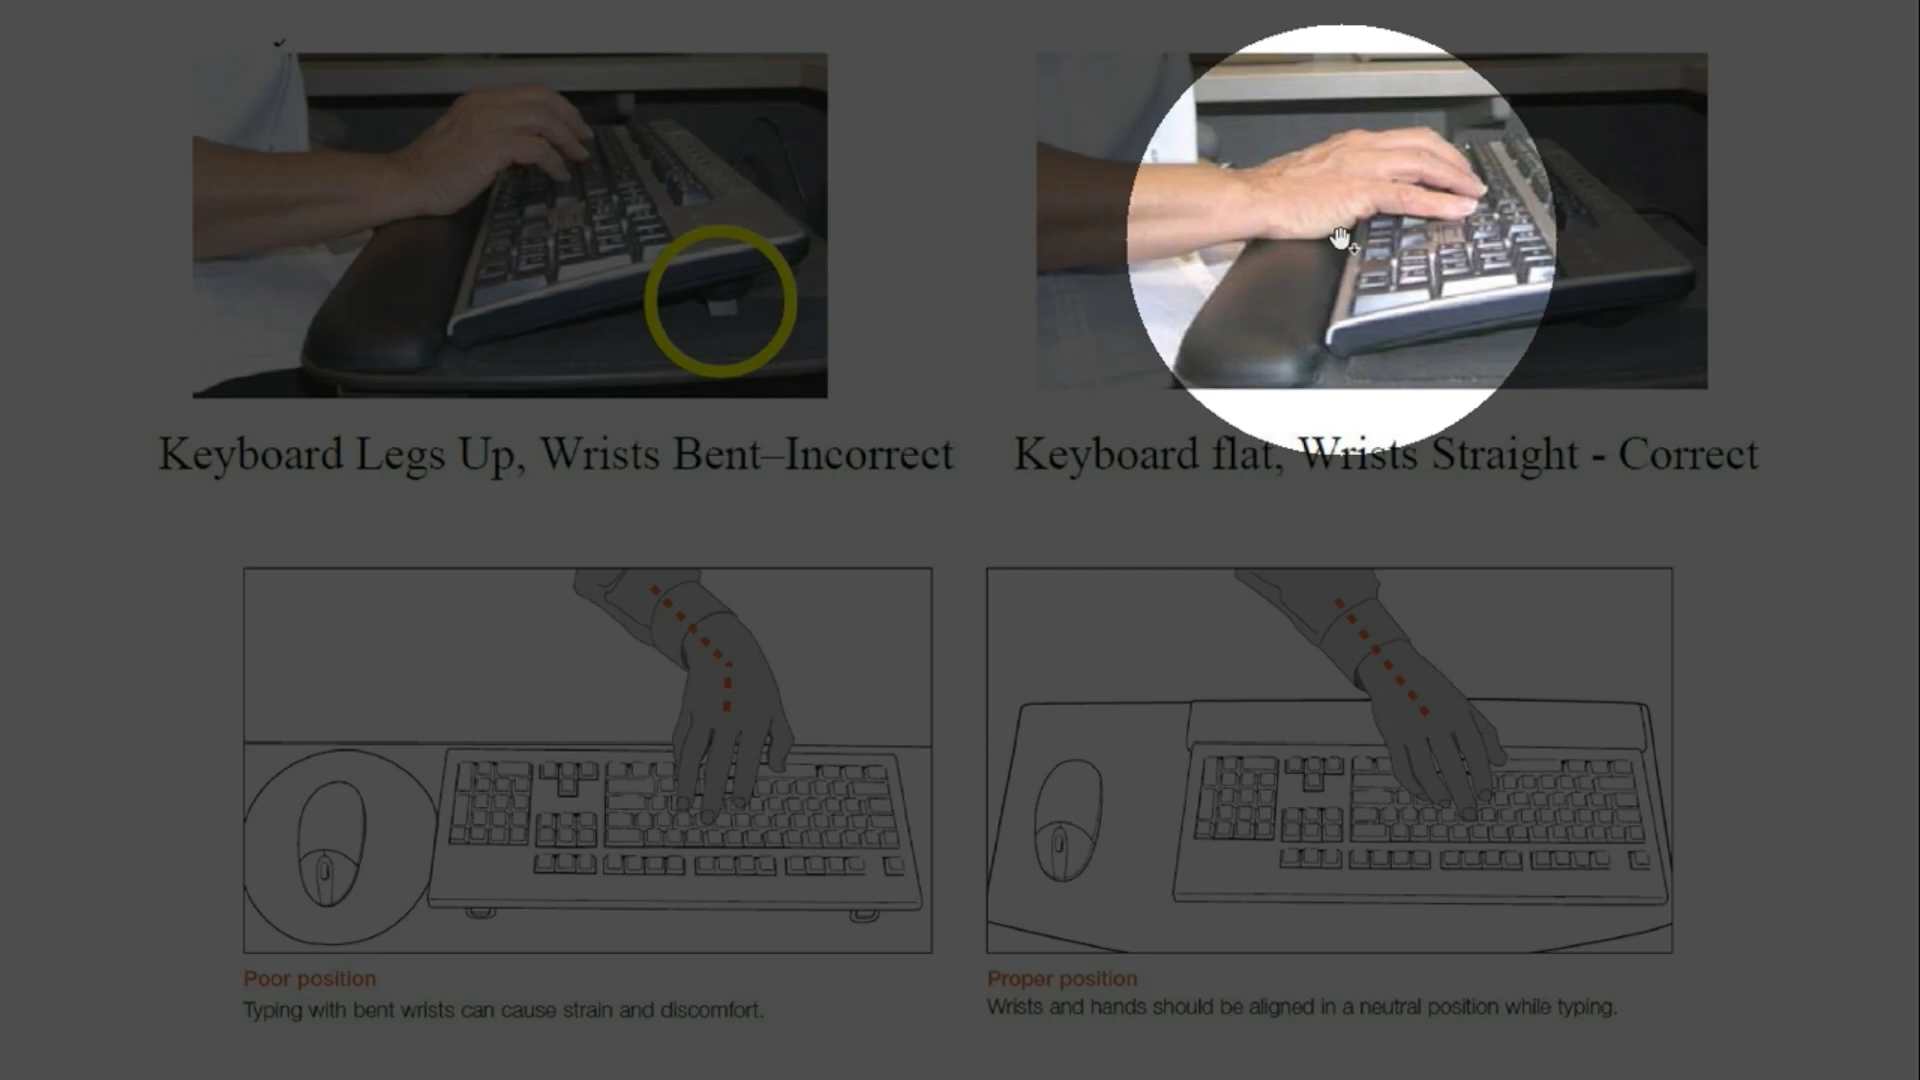 Keyboard Legs Up, Wrists Bent–Incorrect
Keyboard flat, Wrists Straight - Correct
Poor position
Typing with bent wrists can cause strain and discomfort.
Proper position
Wrists and hands should be aligned in a neutral position while typing.